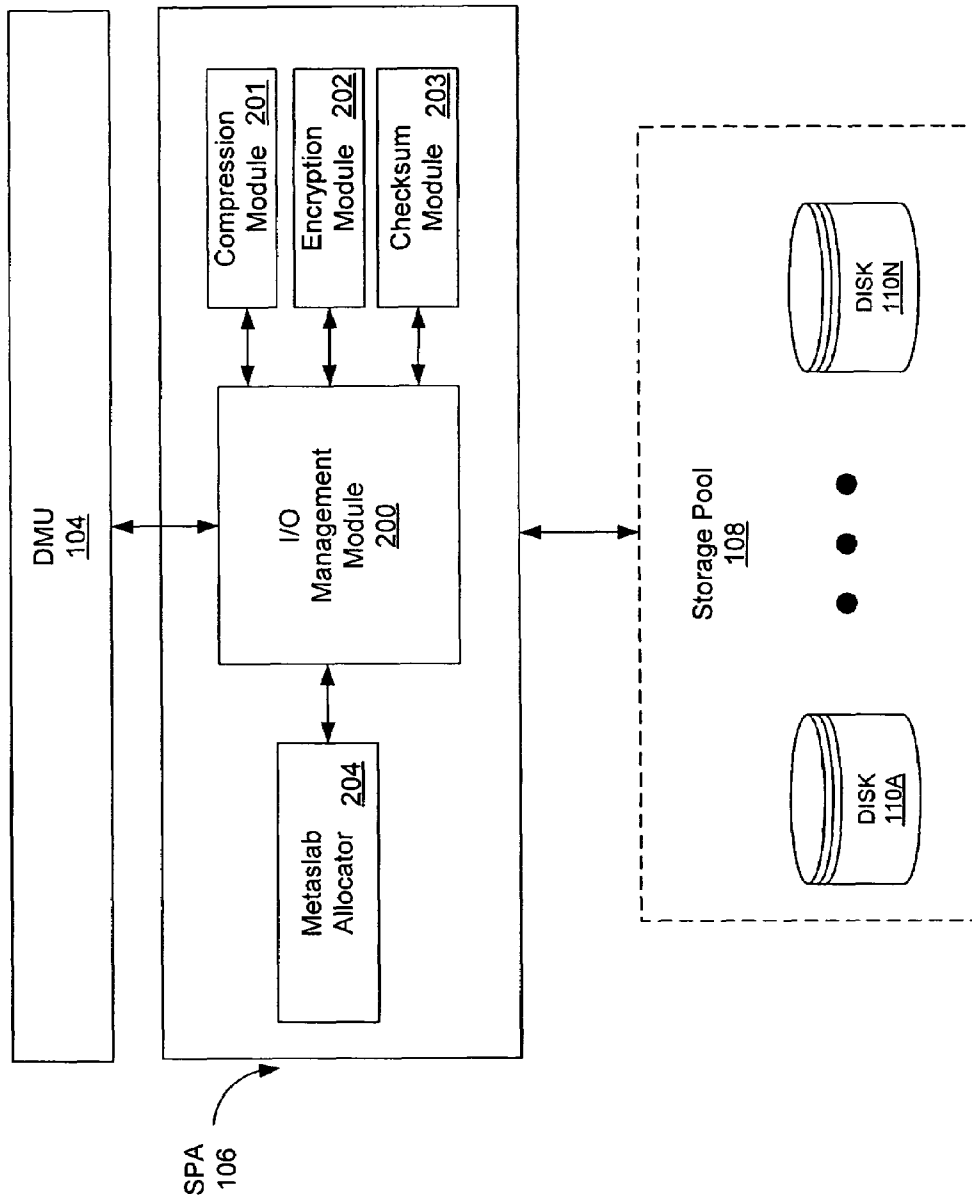 DMU
104
SPA
106
Metaslab
Allocator
204
I/O
Management
Module
200
Compression
Module 201
Encryption
Module 202
Checksum
Module 203
Storage Pool
108
DISK
110A
DISK
110N